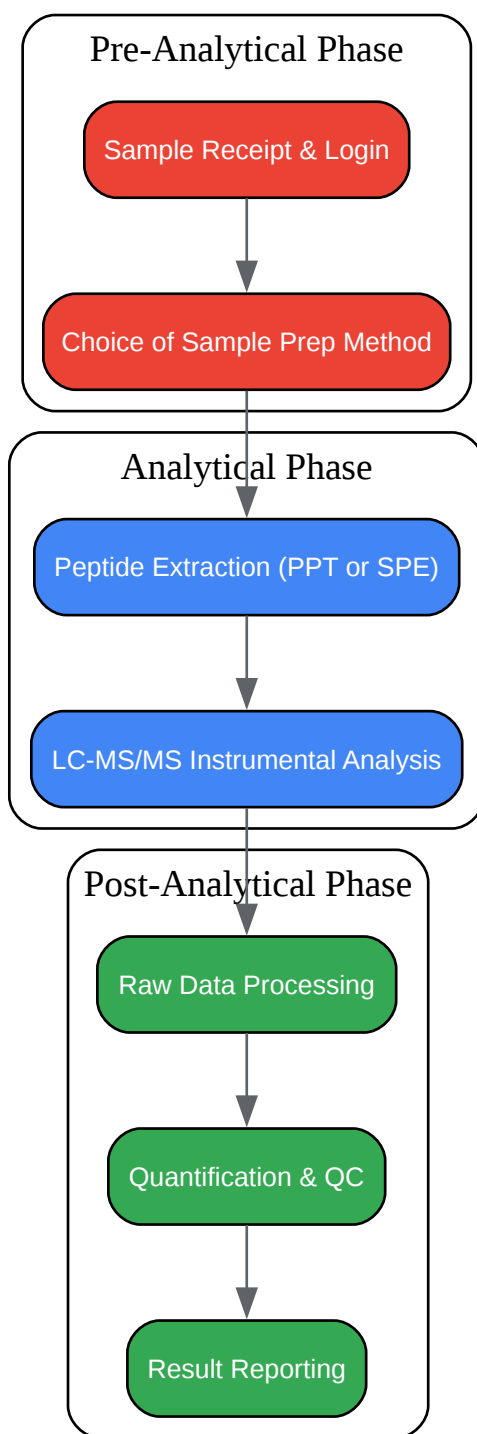 Pre-Analytical Phase
Sample Receipt & Login
Choice of Sample Prep Method
Analytical Phase
Peptide Extraction (PPT or SPE)
LC-MS/MS Instrumental Analysis
Post-Analytical Phase
Raw Data Processing
Quantification & QC
Result Reporting